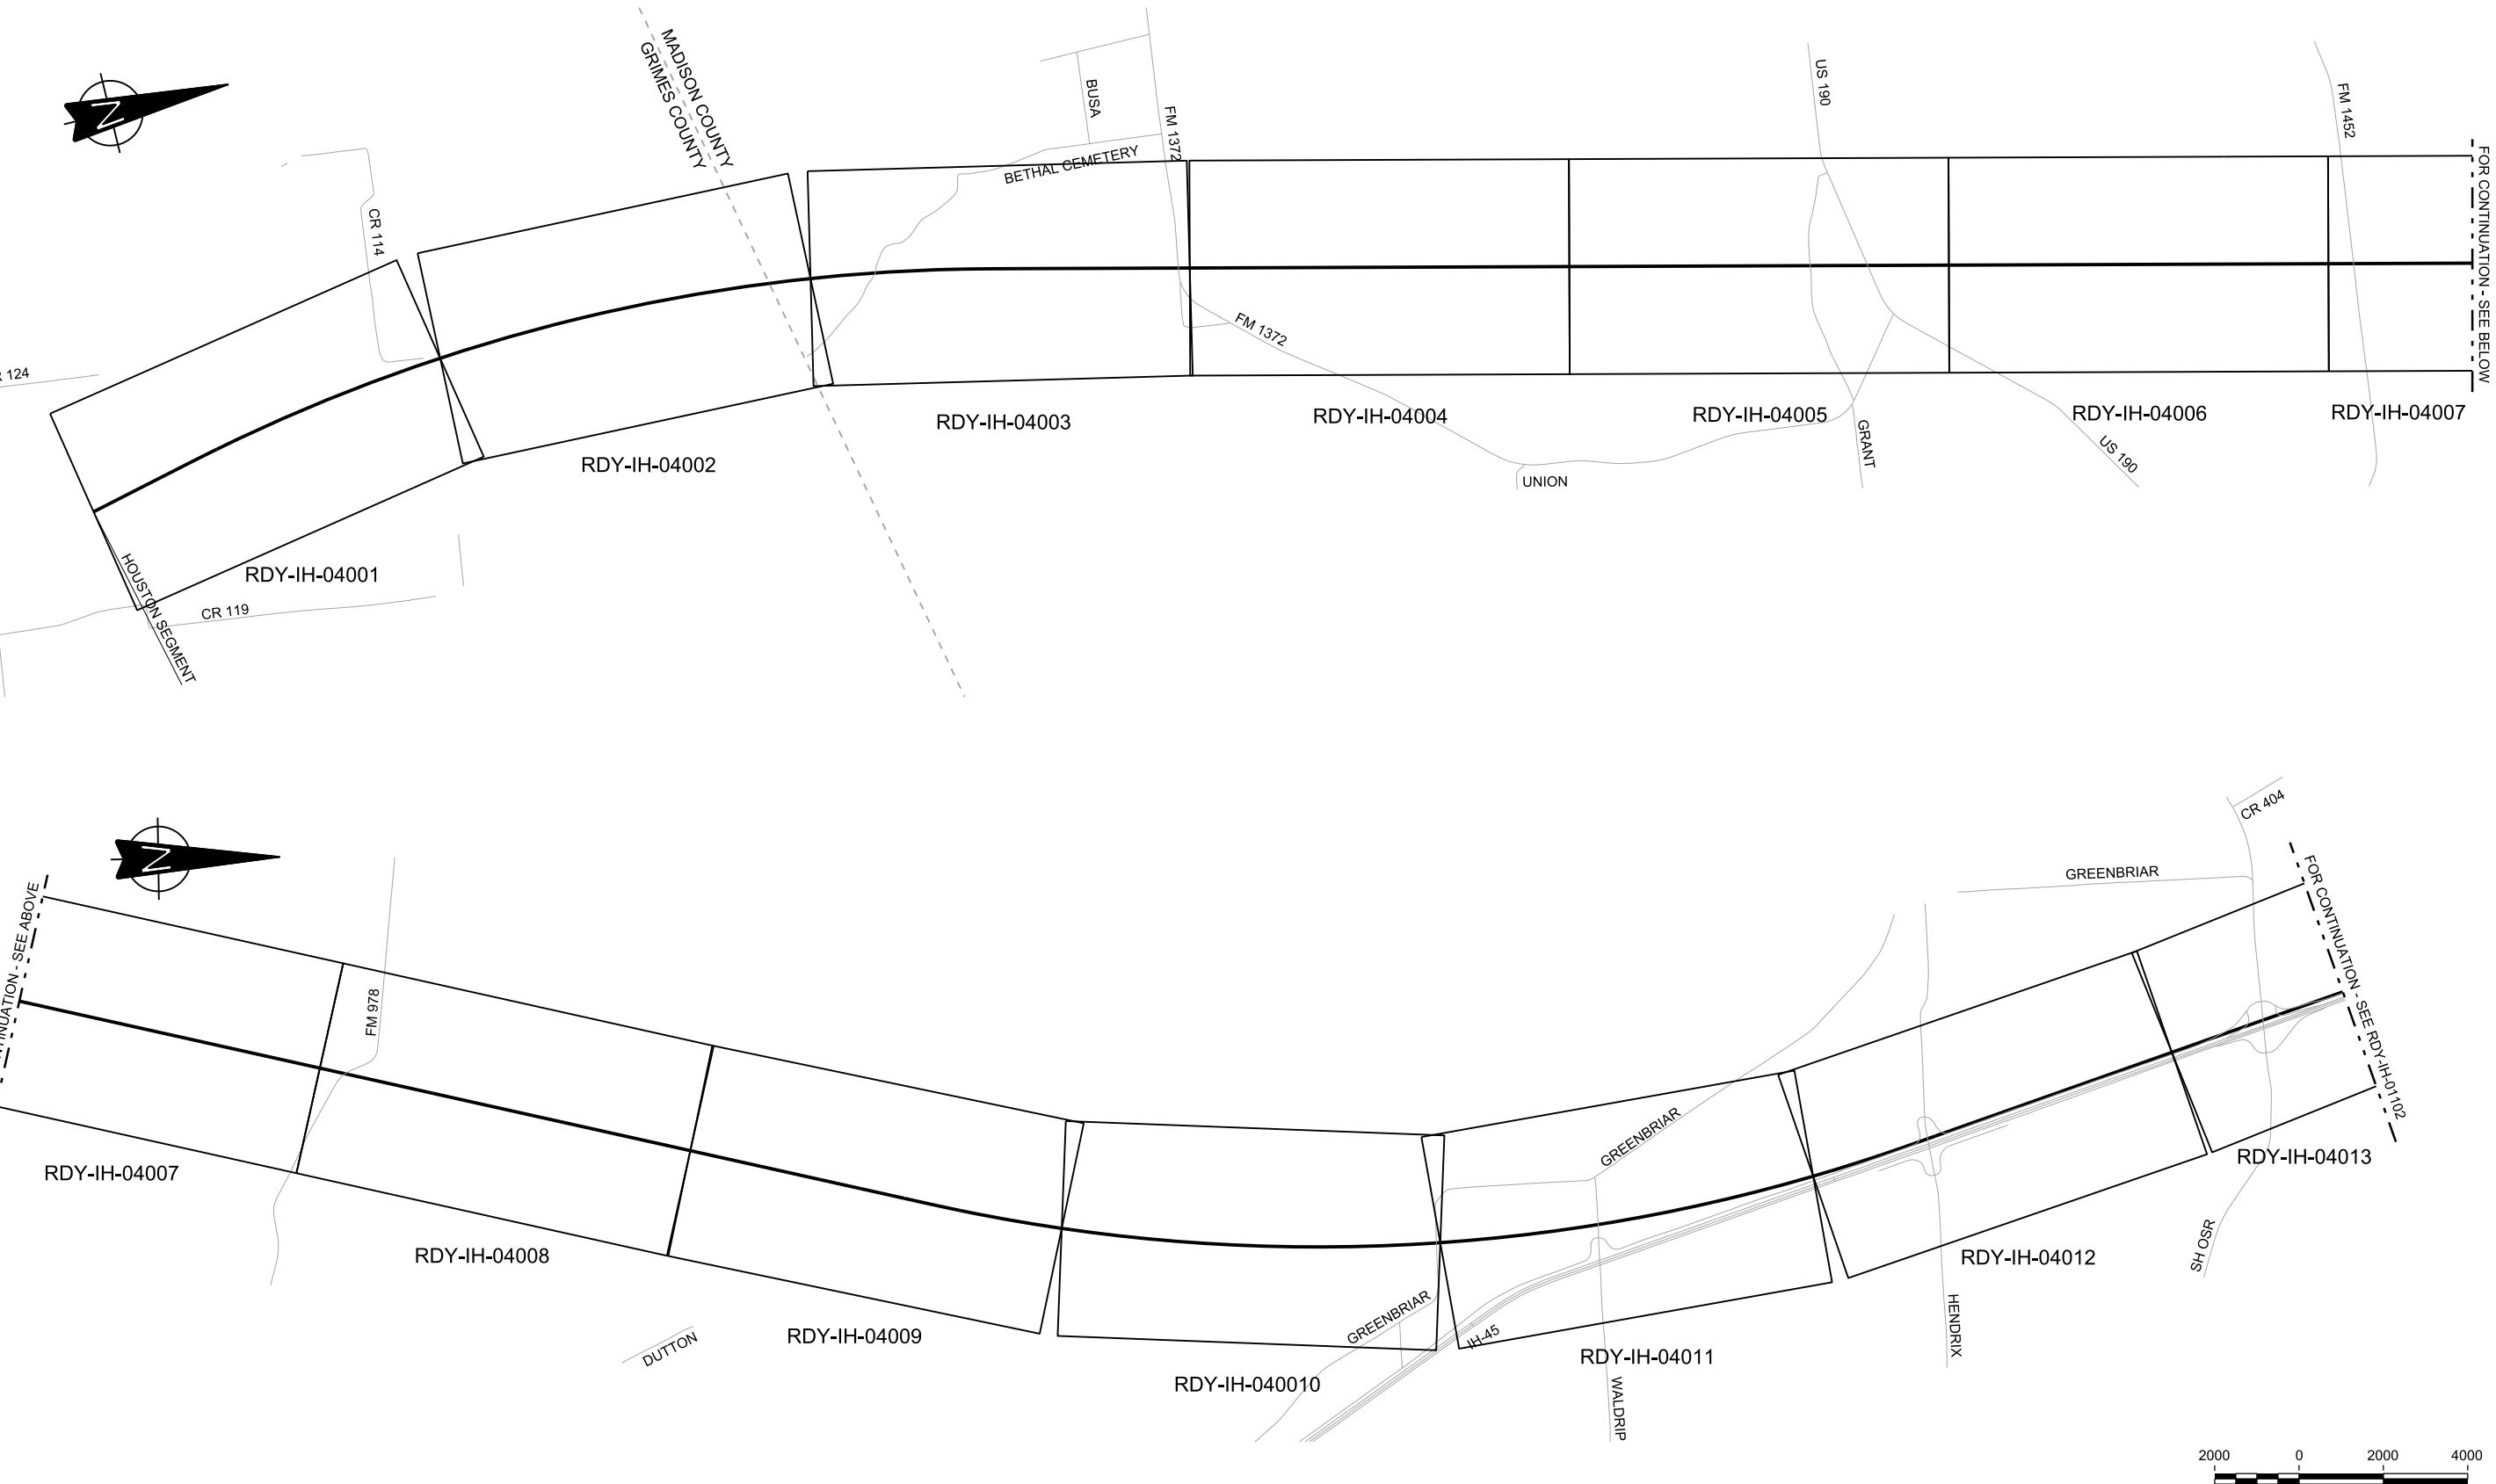 MADISON COUNTY
GRIMES COUNTY
BUSA
FM 1372
BETHAL CEMETERY
US 190
FM 1452
FOR CONTINUATION - SEE BELOW
N
CR 114
124
FM 1372
RDY-IH-04001
RDY-IH-04002
RDY-IH-04003
RDY-IH-04004
RDY-IH-04005
RDY-IH-04006
RDY-IH-04007
GRANT
US 190
UNION
HOUSTON SEGMENT
CR 119
N
CR 404
GREENBRIAR
FOR CONTINUATION - SEE RDY-IH-01102
- SEE ABOVE
FM 978
GREENBRIAR
RDY-IH-04007
RDY-IH-04008
RDY-IH-04009
RDY-IH-040010
RDY-IH-04011
RDY-IH-04012
RDY-IH-04013
SH OSR
HENDRIX
GREENBRIAR
IH-45
DUTTON
WALDRIP
2000 0 2000 4000